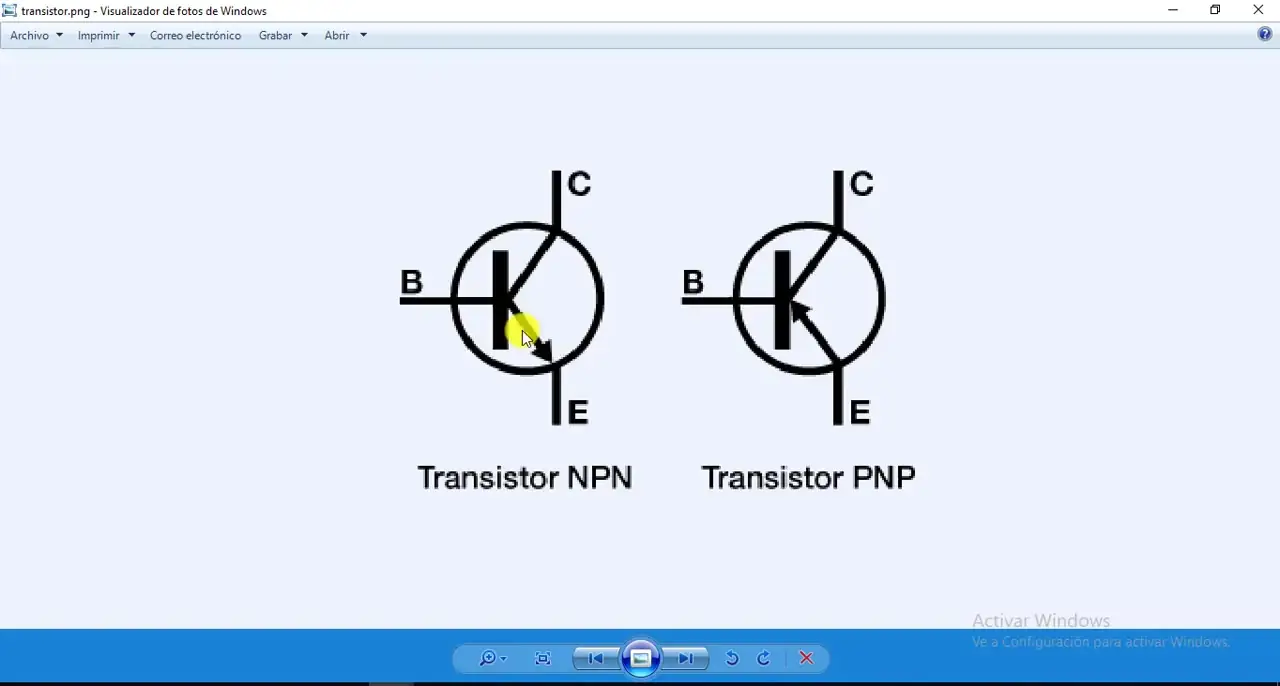 transistor.png - Visualizador de fotos de Windows
Archivo Imprimir Correo electrónico Grabar Abrir
C C
B B
E E
Transistor NPN Transistor PNP
Activar Windows
Ve a Configuración para activar Windows.